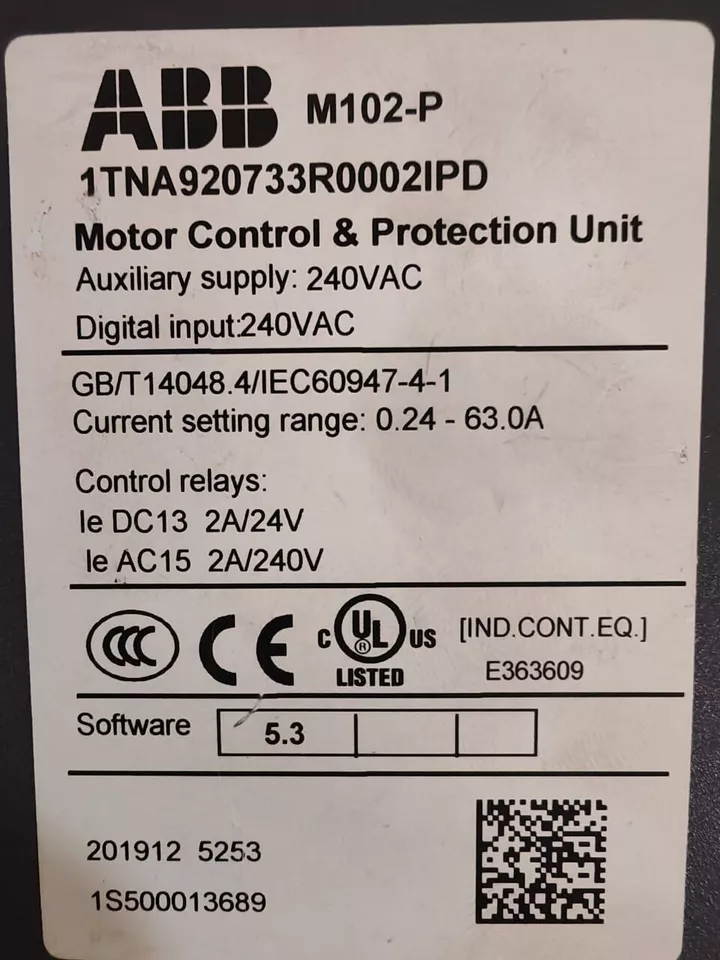 ABB M102-P
1TNA920733R0002IPD
Motor Control & Protection Unit
Auxiliary supply: 240VAC
Digital input:240VAC
GB/T14048.4/IEC60947-4-1
Current setting range: 0.24 - 63.0A
Control relays:
Ie DC13 2A/24V
Ie AC15 2A/240V
CCC CE C UL ® US LISTED [IND.CONT.EQ.]
E363609
Software 5.3
201912 5253
1S500013689